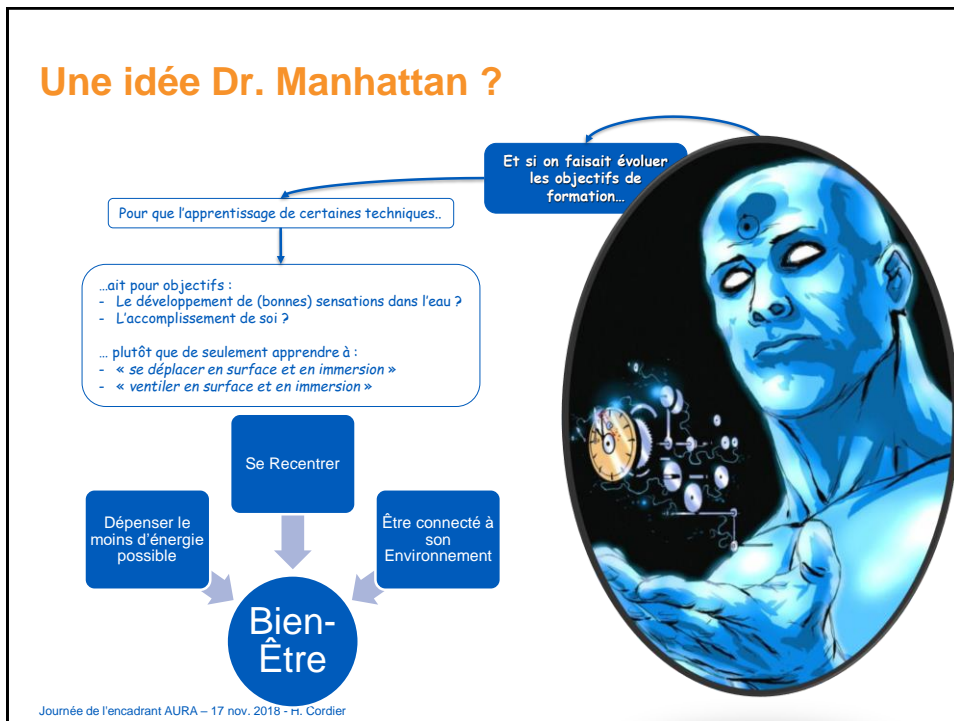 Une idée Dr. Manhattan ?
Et si on faisait évoluer
les objectifs de
formation…
Pour que l'apprentissage de certaines techniques..
…ait pour objectifs :
- Le développement de (bonnes) sensations dans l'eau ?
- L'accomplissement de soi ?
… plutôt que de seulement apprendre à :
- « se déplacer en surface et en immersion »
- « ventiler en surface et en immersion »
Se Recentrer
Dépenser le
moins d'énergie
possible
Être connecté à
son
Environnement
Bien-
Être
Journée de l'encadrant AURA – 17 nov. 2018 - H. Cordier